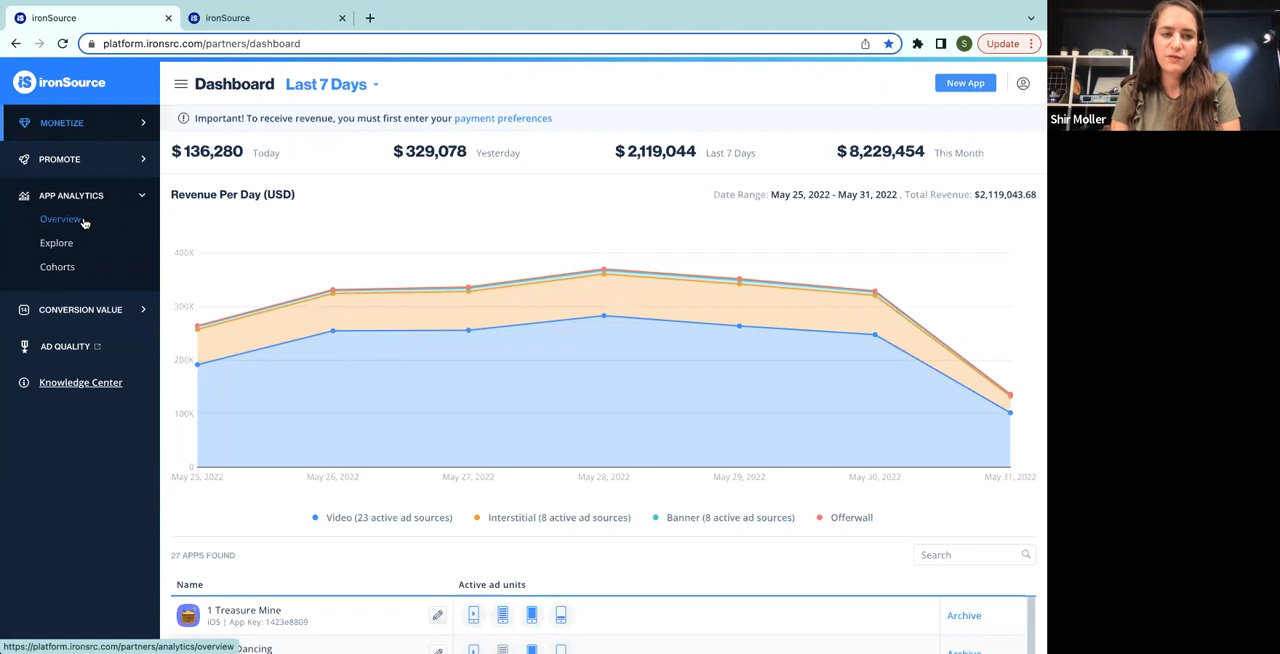 ironSource
ironSource
platform.ironsrc.com/partners/dashboard
S
Update
iS ironSource
MONETIZE
PROMOTE
APP ANALYTICS
Overview
Explore
Cohorts
CONVERSION VALUE
AD QUALITY
Knowledge Center
Dashboard Last 7 Days
New App
Important! To receive revenue, you must first enter your payment preferences
$136,280 Today
$329,078 Yesterday
$2,119,044 Last 7 Days
$8,229,454 This Month
Revenue Per Day (USD)
Date Range: May 25, 2022 - May 31, 2022 , Total Revenue: $2,119,043.68
400K
300K
200K
100K
0
May 25, 2022
May 26, 2022
May 27, 2022
May 28, 2022
May 29, 2022
May 30, 2022
May 31, 2022
Video (23 active ad sources)
Interstitial (8 active ad sources)
Banner (8 active ad sources)
Offerwall
27 APPS FOUND
Search
Name
Active ad units
1 Treasure Mine
iOS | App Key: 1423e8809
Archive
Dancing
Archive
https://platform.ironsrc.com/partners/analytics/overview
Shir Moller